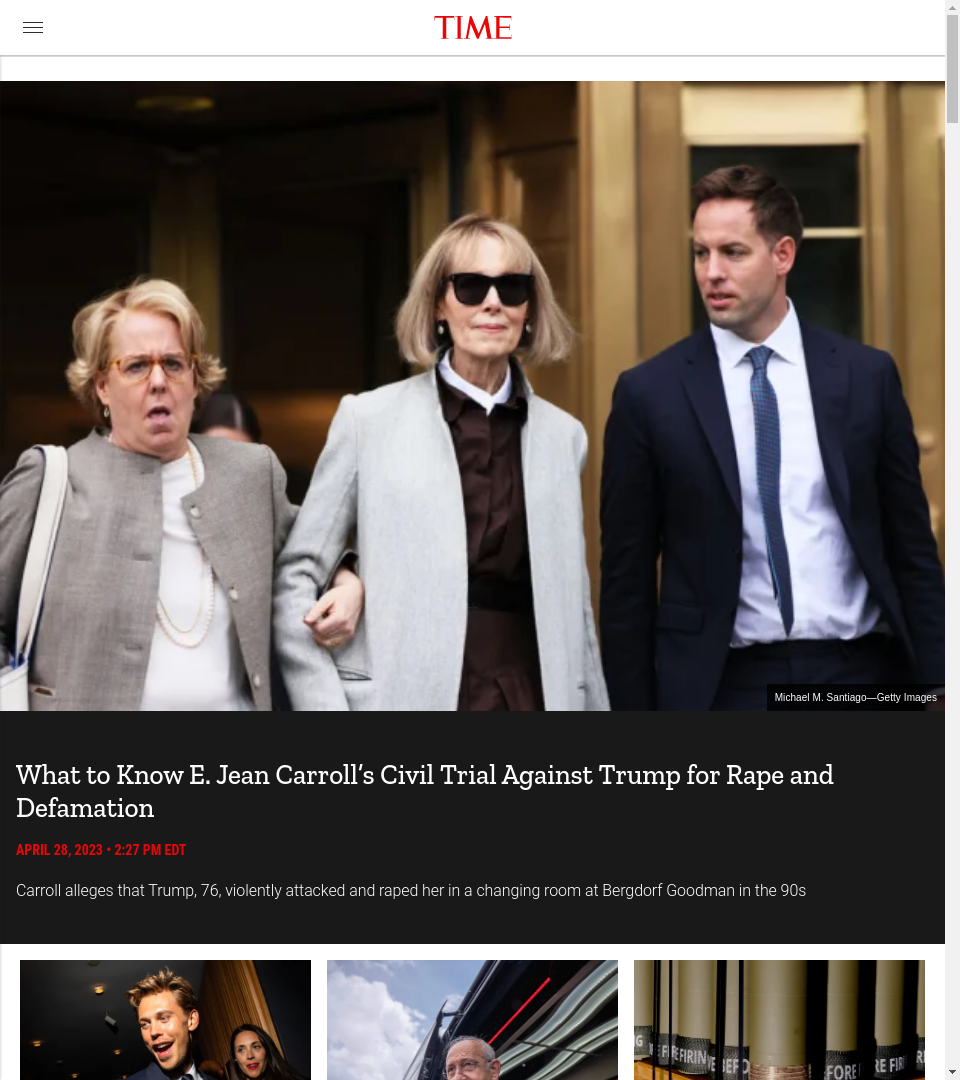 TIME
Michael M. Santiago—Getty Images
What to Know E. Jean Carroll’s Civil Trial Against Trump for Rape and
Defamation
APRIL 28, 2023 • 2:27 PM EDT
Carroll alleges that Trump, 76, violently attacked and raped her in a changing room at Bergdorf Goodman in the 90s